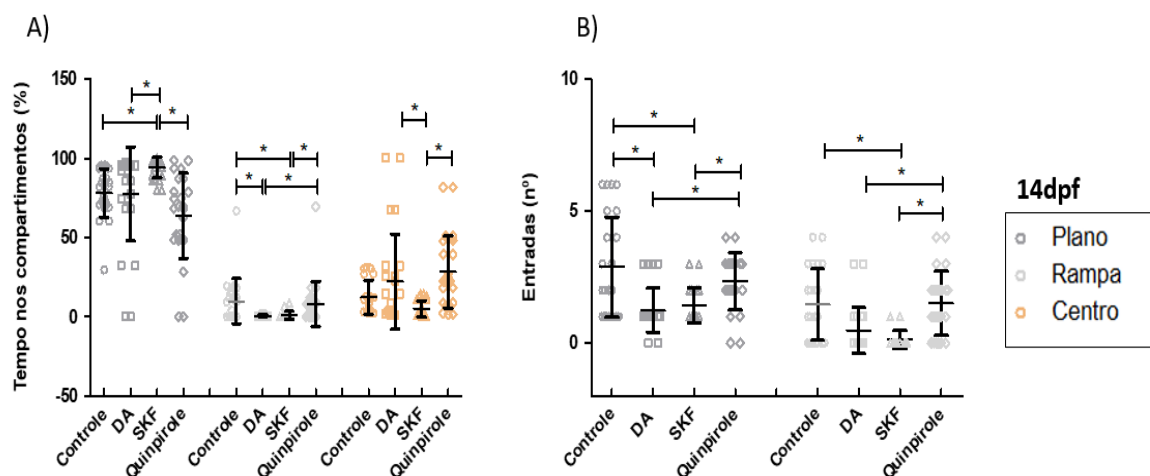 A)
Tempo nos compartimentos (%)
150
100
50
0
-50
* * *
* * * *
* *
Controle DA SKF Quinpirole Controle DA SKF Quinpirole Controle DA SKF Quinpirole
B)
Entradas (nº)
10
5
0
* * * *
* * *
Controle DA SKF Quinpirole Controle DA SKF Quinpirole
14dpf
Plano
Rampa
Centro